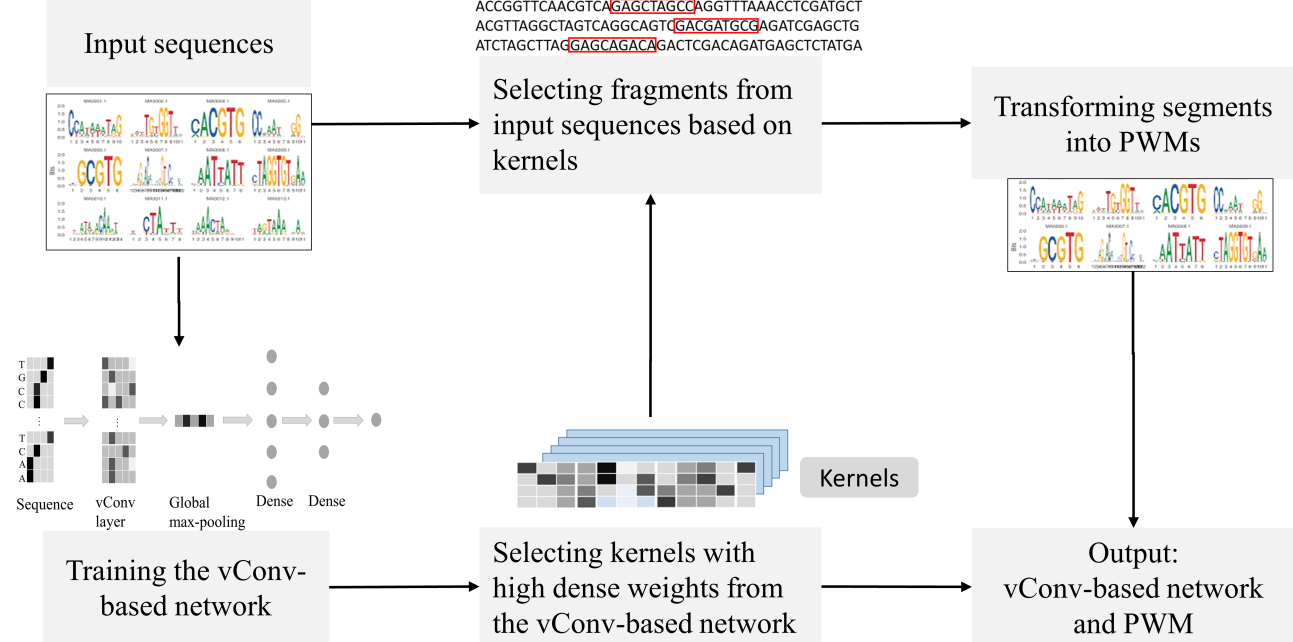 Input sequences
ACCGGTTCAACGTCAGAGCTAGCCAGGTTTAAACCTCGATGCT
ACGTTAGGCTAGTCAGGCAGTCGACGATGCGAGATCGAGCTG
ATCTAGCTTAGGAGCAGACAGACTCGACAGATGAGCTCTATGA
Selecting fragments from
input sequences based on
kernels
Transforming segments
into PWMs
T
G
C
C
⋮
T
C
A
A
Sequence
vConv
layer
Global
max-pooling
Dense
Dense
Kernels
Training the vConv-
based network
Selecting kernels with
high dense weights from
the vConv-based network
Output:
vConv-based network
and PWM